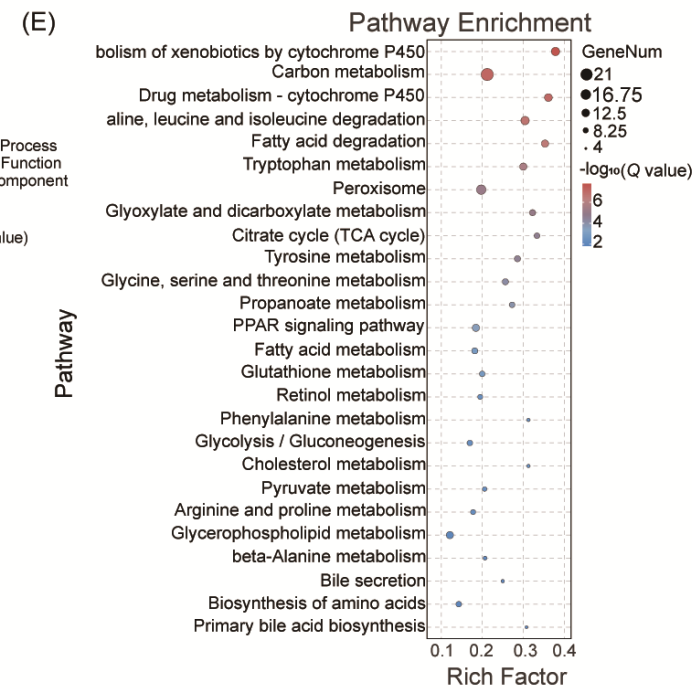 (E)
Pathway Enrichment
bolism of xenobiotics by cytochrome P450
Carbon metabolism
Drug metabolism - cytochrome P450
aline, leucine and isoleucine degradation
Fatty acid degradation
Tryptophan metabolism
Peroxisome
Glyoxylate and dicarboxylate metabolism
Citrate cycle (TCA cycle)
Tyrosine metabolism
Glycine, serine and threonine metabolism
Propanoate metabolism
PPAR signaling pathway
Fatty acid metabolism
Glutathione metabolism
Retinol metabolism
Phenylalanine metabolism
Glycolysis / Gluconeogenesis
Cholesterol metabolism
Pyruvate metabolism
Arginine and proline metabolism
Glycerophospholipid metabolism
beta-Alanine metabolism
Bile secretion
Biosynthesis of amino acids
Primary bile acid biosynthesis
Pathway
0.1 0.2 0.3 0.4
Rich Factor
GeneNum
21
16.75
12.5
8.25
4
-log₁₀(Q value)
6
4
2
Process
Function
omponent
lue)